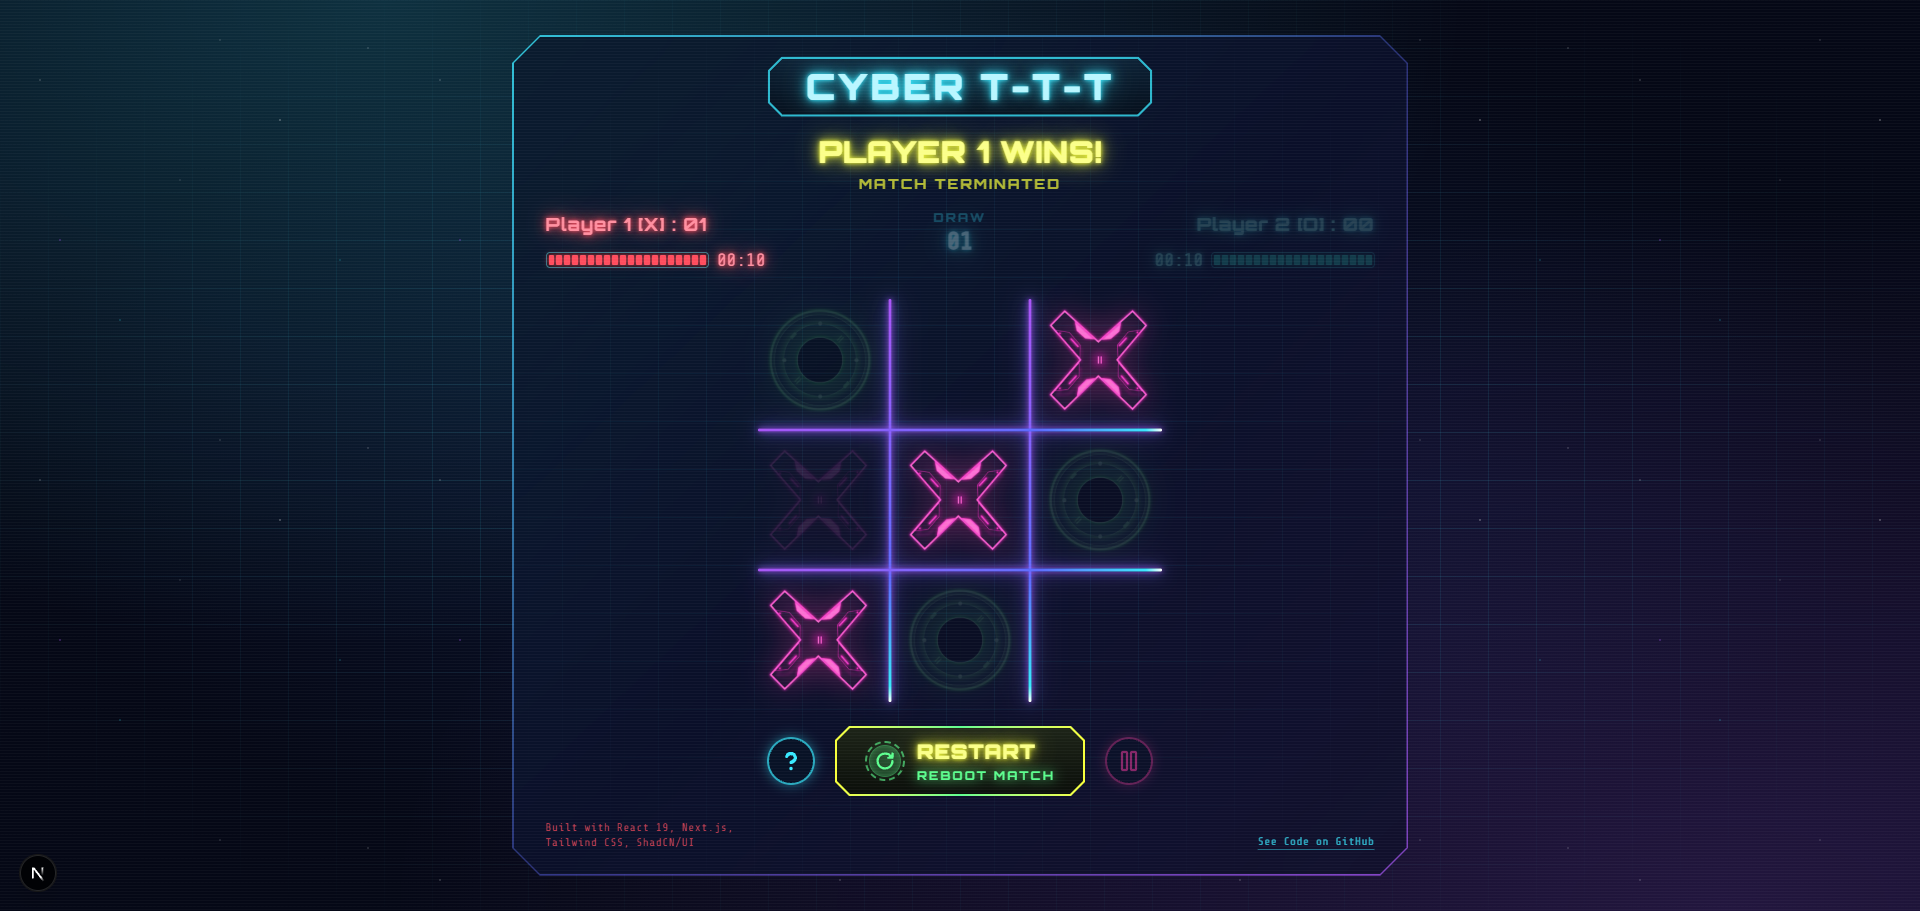 CYBER T-T-T
PLAYER 1 WINS!
MATCH TERMINATED
Player 1 [X] : 01
DRAW
01
Player 2 [O] : 00
00:10
00:10
?
RESTART
REBOOT MATCH
Built with React 19, Next.js,
Tailwind CSS, ShadCN/UI
See Code on GitHub
N